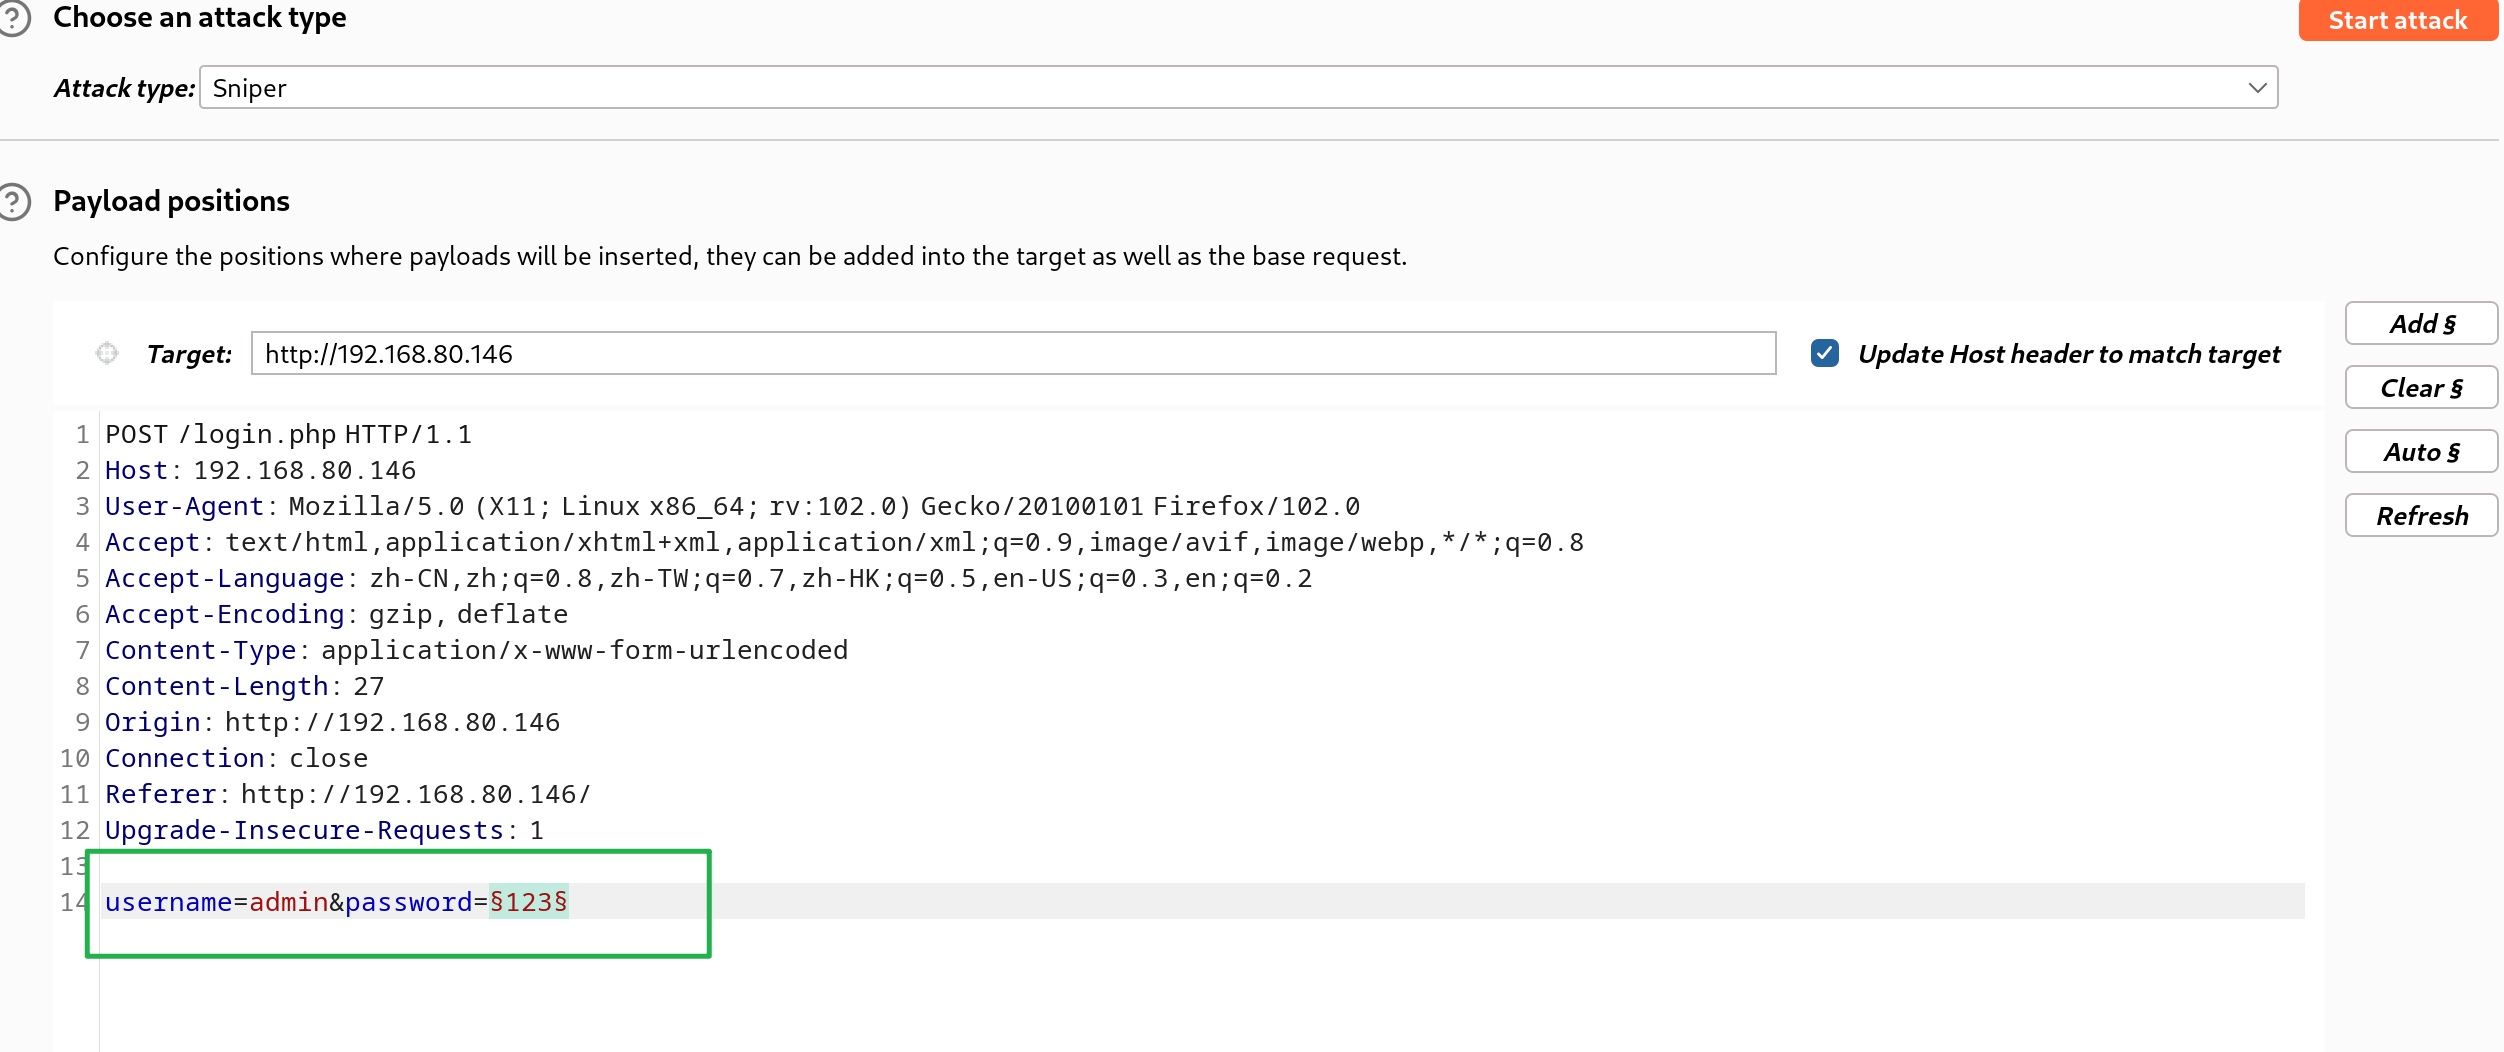 Choose an attack type
Start attack
Attack type: Sniper
Payload positions
Configure the positions where payloads will be inserted, they can be added into the target as well as the base request.
Target: http://192.168.80.146
Update Host header to match target
Add §
Clear §
Auto §
Refresh
1 POST /login.php HTTP/1.1
2 Host: 192.168.80.146
3 User-Agent: Mozilla/5.0 (X11; Linux x86_64; rv:102.0) Gecko/20100101 Firefox/102.0
4 Accept: text/html,application/xhtml+xml,application/xml;q=0.9,image/avif,image/webp,*/*;q=0.8
5 Accept-Language: zh-CN,zh;q=0.8,zh-TW;q=0.7,zh-HK;q=0.5,en-US;q=0.3,en;q=0.2
6 Accept-Encoding: gzip, deflate
7 Content-Type: application/x-www-form-urlencoded
8 Content-Length: 27
9 Origin: http://192.168.80.146
10 Connection: close
11 Referer: http://192.168.80.146/
12 Upgrade-Insecure-Requests: 1
13
14 username=admin&password=§123§